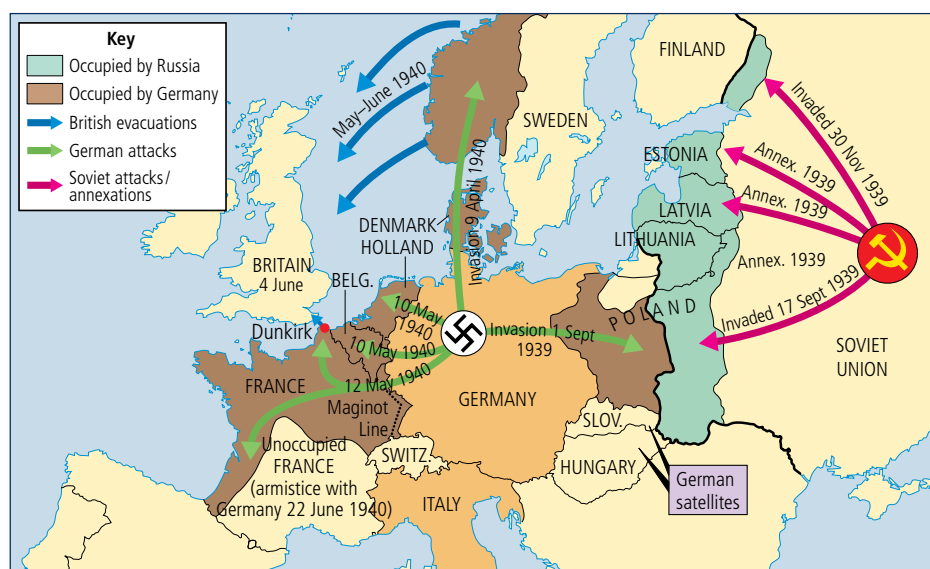 Key
Occupied by Russia
Occupied by Germany
British evacuations
German attacks
Soviet attacks/
annexations
May–June 1940
FINLAND
SWEDEN
Invaded 30 Nov 1939
ESTONIA
Annex. 1939
LATVIA
Annex. 1939
LITHUANIA
Annex. 1939
Invasion 9 April 1940
DENMARK
HOLLAND
BRITAIN
4 June
BELG.
Dunkirk
10 May
1940
10 May 1940
12 May 1940
Invasion 1 Sept
1939
POLAND
Invaded 17 Sept 1939
SOVIET
UNION
FRANCE
Maginot
Line
GERMANY
SLOV.
Unoccupied
FRANCE
(armistice with
Germany 22 June 1940)
SWITZ.
HUNGARY
German
satellites
ITALY